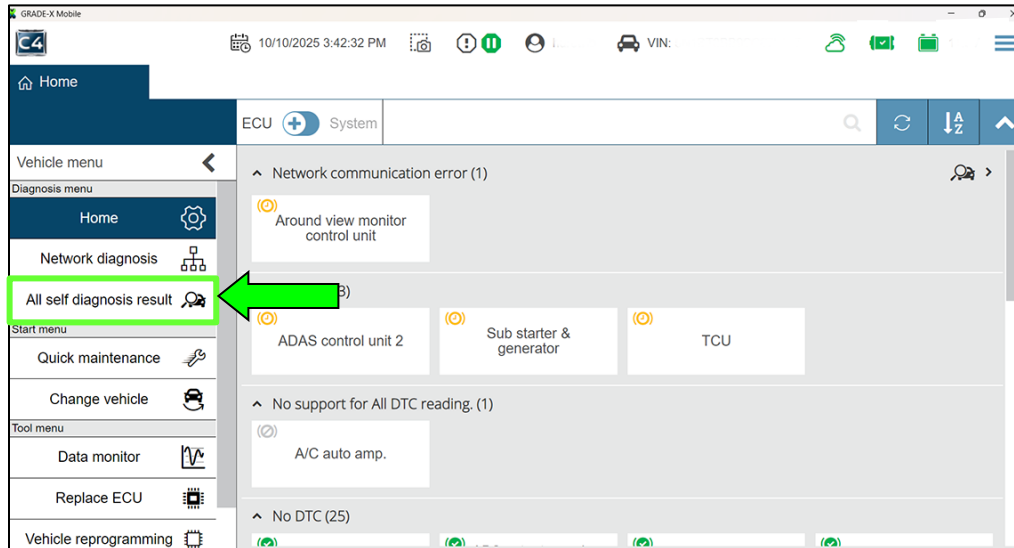 GRADE-X Mobile
C4
10/10/2025 3:42:32 PM
VIN:
Home
ECU
System
Vehicle menu
Network communication error (1)
Diagnosis menu
Home
Around view monitor
control unit
Network diagnosis
All self diagnosis result
3)
Start menu
ADAS control unit 2
Sub starter &
generator
TCU
Quick maintenance
Change vehicle
No support for All DTC reading. (1)
Tool menu
A/C auto amp.
Data monitor
Replace ECU
No DTC (25)
Vehicle reprogramming
A
Z